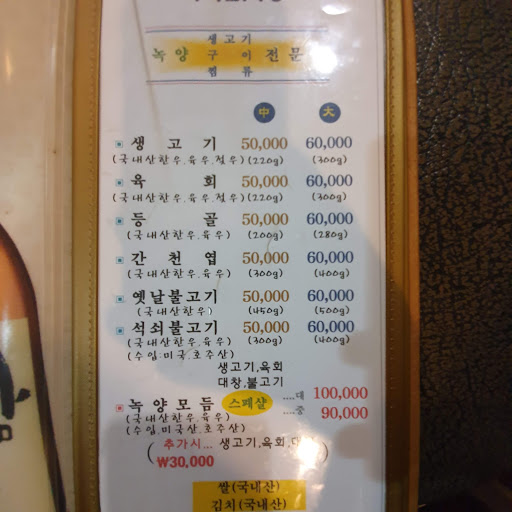 생고기
녹양 구이 전문
찜류
中 大
생고기 50,000 60,000
(국내산한우.육우.젖우) (220g) (300g)
육회 50,000 60,000
(국내산한우.육우.젖우) (220g) (300g)
등골 50,000 60,000
(국내산한우.육우) (200g) (280g)
간천엽 50,000 60,000
(국내산한우.육우) (300g) (400g)
옛날불고기 50,000 60,000
(국내산한우) (450g) (500g)
석쇠불고기 50,000 60,000
(국내산한우.육우) (300g) (400g)
(수입:미국.호주산)
생고기,육회
대창,불고기
녹양모듬 스페샬 ....대 100,000
(국내산한우.육우) ....중 90,000
(수입:미국산.호주산)
(추가시... 생고기,육회,대
₩30,000
쌀(국내산)
김치(국내산)